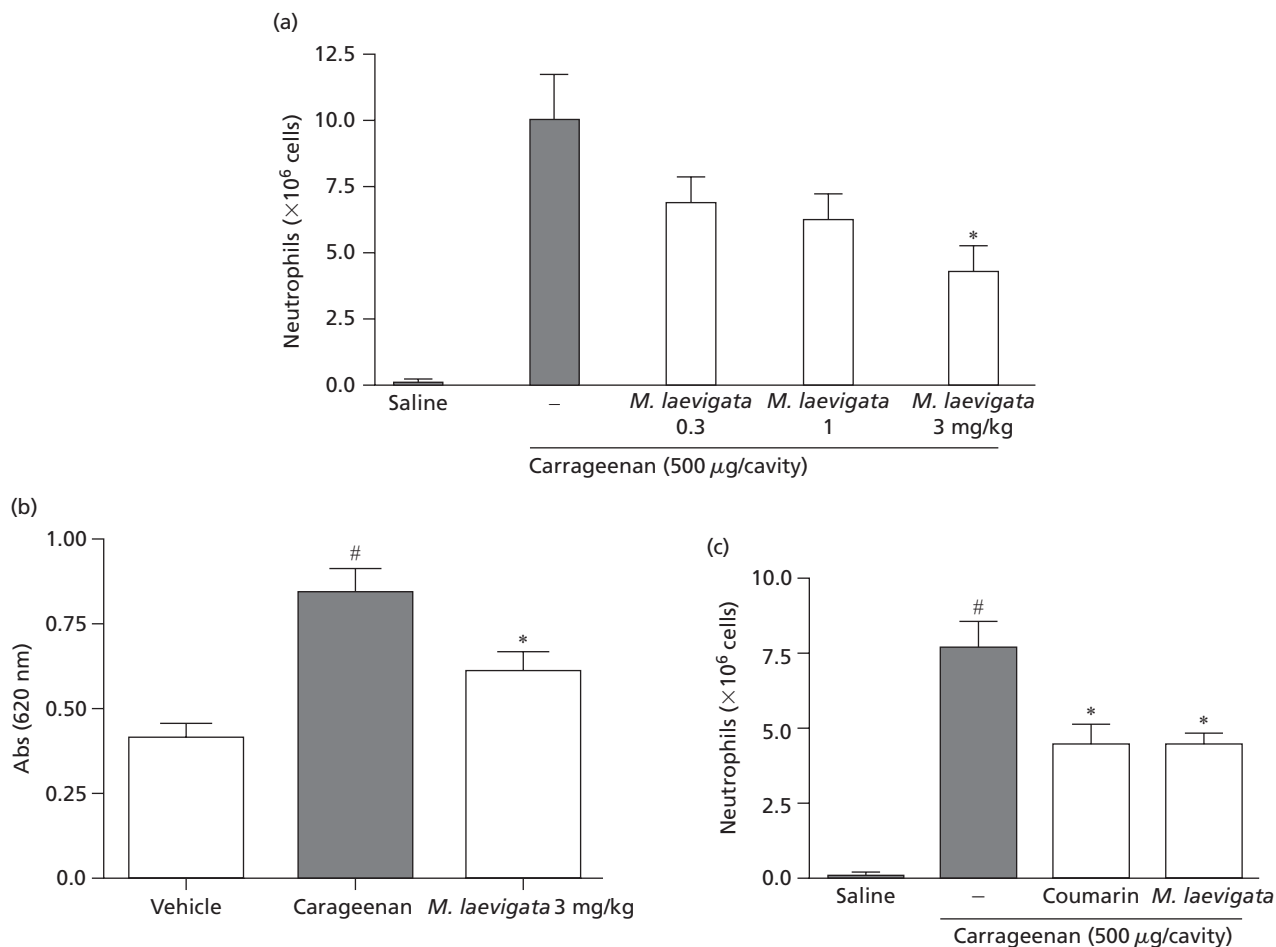 (a)
Neutrophils (×10⁶ cells)
12.5
10.0
7.5
5.0
2.5
0.0
*
Saline
–
M. laevigata
0.3
M. laevigata
1
M. laevigata
3 mg/kg
Carrageenan (500 μg/cavity)
(b)
Abs (620 nm)
1.00
0.75
0.50
0.25
0.0
#
*
Vehicle
Carageenan
M. laevigata 3 mg/kg
(c)
Neutrophils (×10⁶ cells)
10.0
7.5
5.0
2.5
0.0
#
*
*
Saline
–
Coumarin
M. laevigata
Carrageenan (500 μg/cavity)